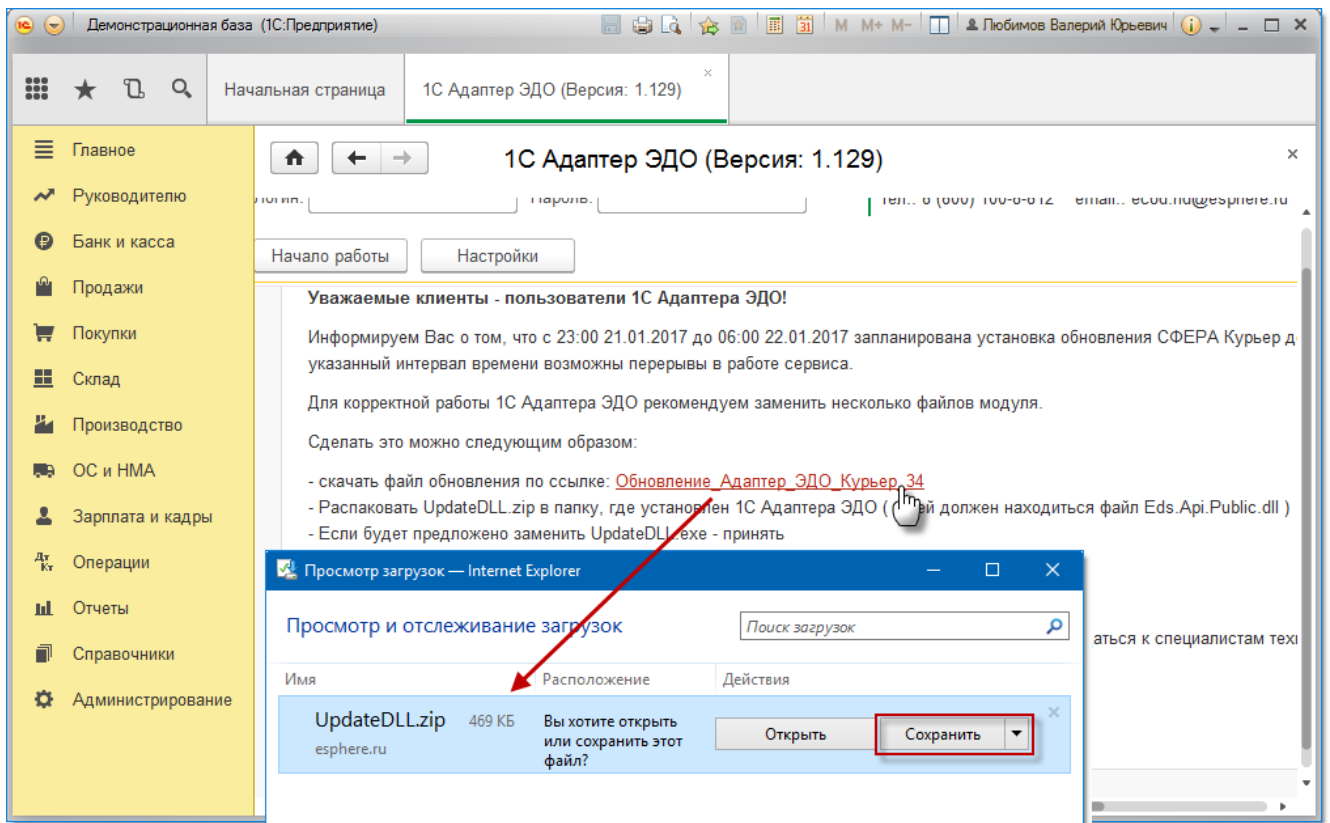 Демонстрационная база (1С:Предприятие)
M M+ M-
31
Любимов Валерий Юрьевич
Начальная страница
1С Адаптер ЭДО (Версия: 1.129)
Главное
Руководителю
Банк и касса
Продажи
Покупки
Склад
Производство
ОС и НМА
Зарплата и кадры
Операции
Отчеты
Справочники
Администрирование
1С Адаптер ЭДО (Версия: 1.129)
Пароль:
Начало работы
Настройки
Уважаемые клиенты - пользователи 1С Адаптера ЭДО!
Информируем Вас о том, что с 23:00 21.01.2017 до 06:00 22.01.2017 запланирована установка обновления СФЕРА Курьер д
указанный интервал времени возможны перерывы в работе сервиса.
Для корректной работы 1С Адаптера ЭДО рекомендуем заменить несколько файлов модуля.
Сделать это можно следующим образом:
- скачать файл обновления по ссылке: Обновление_Адаптер_ЭДО_Курьер_34
- Распаковать UpdateDLL.zip в папку, где установлен 1С Адаптера ЭДО ( ей должен находиться файл Eds.Api.Public.dll )
- Если будет предложено заменить UpdateDLL.exe - принять
аться к специалистам тех
Просмотр загрузок — Internet Explorer
Просмотр и отслеживание загрузок
Поиск загрузок
Имя
Расположение
Действия
UpdateDLL.zip 469 КБ
esphere.ru
Вы хотите открыть
или сохранить этот
файл?
Открыть
Сохранить